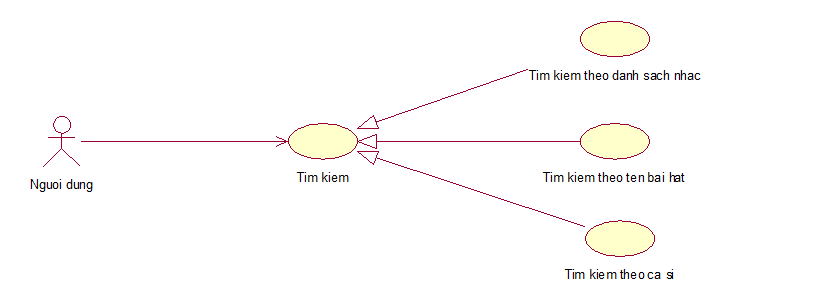 Tim kiem theo danh sach nhac
Nguoi dung
Tim kiem
Tim kiem theo ten bai hat
Tim kiem theo ca si